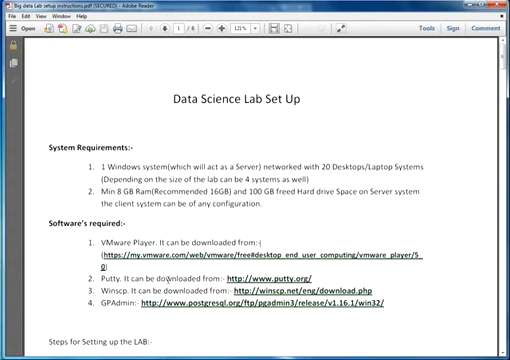 Big data Lab setup instructions.pdf (SECURED) - Adobe Reader
File Edit View Window Help
Open 1 / 6 121% Tools Sign Comment
Data Science Lab Set Up
System Requirements:-
1. 1 Windows system(which will act as a Server) networked with 20 Desktops/Laptop Systems
(Depending on the size of the lab can be 4 systems as well)
2. Min 8 GB Ram(Recommended 16GB) and 100 GB freed Hard drive Space on Server system
the client system can be of any configuration.
Software's required:-
1. VMware Player. It can be downloaded from:-
(https://my.vmware.com/web/vmware/free#desktop_end_user_computing/vmware_player/5_
0)
2. Putty. It can be downloaded from:- http://www.putty.org/
3. Winscp. It can be downloaded from:- http://winscp.net/eng/download.php
4. GPAdmin:- http://www.postgresql.org/ftp/pgadmin3/release/v1.16.1/win32/
Steps for Setting up the LAB:-